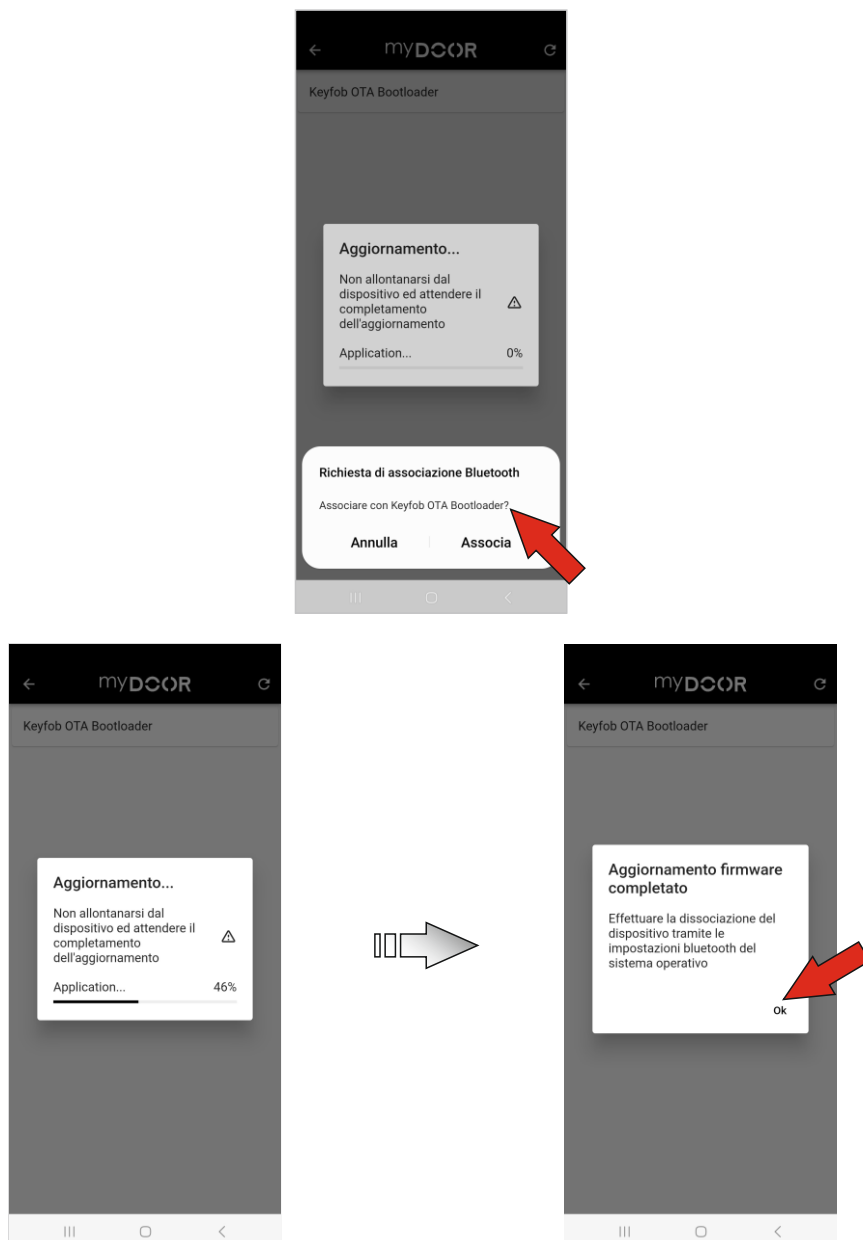 myDOOR
Keyfob OTA Bootloader
Aggiornamento...
Non allontanarsi dal
dispositivo ed attendere il
completamento
dell'aggiornamento
Application... 0%
Richiesta di associazione Bluetooth
Associare con Keyfob OTA Bootloader?
Annulla Associa
myDOOR
Keyfob OTA Bootloader
Aggiornamento...
Non allontanarsi dal
dispositivo ed attendere il
completamento
dell'aggiornamento
Application... 46%
myDOOR
Keyfob OTA Bootloader
Aggiornamento firmware
completato
Effettuare la dissociazione del
dispositivo tramite le
impostazioni bluetooth del
sistema operativo
Ok